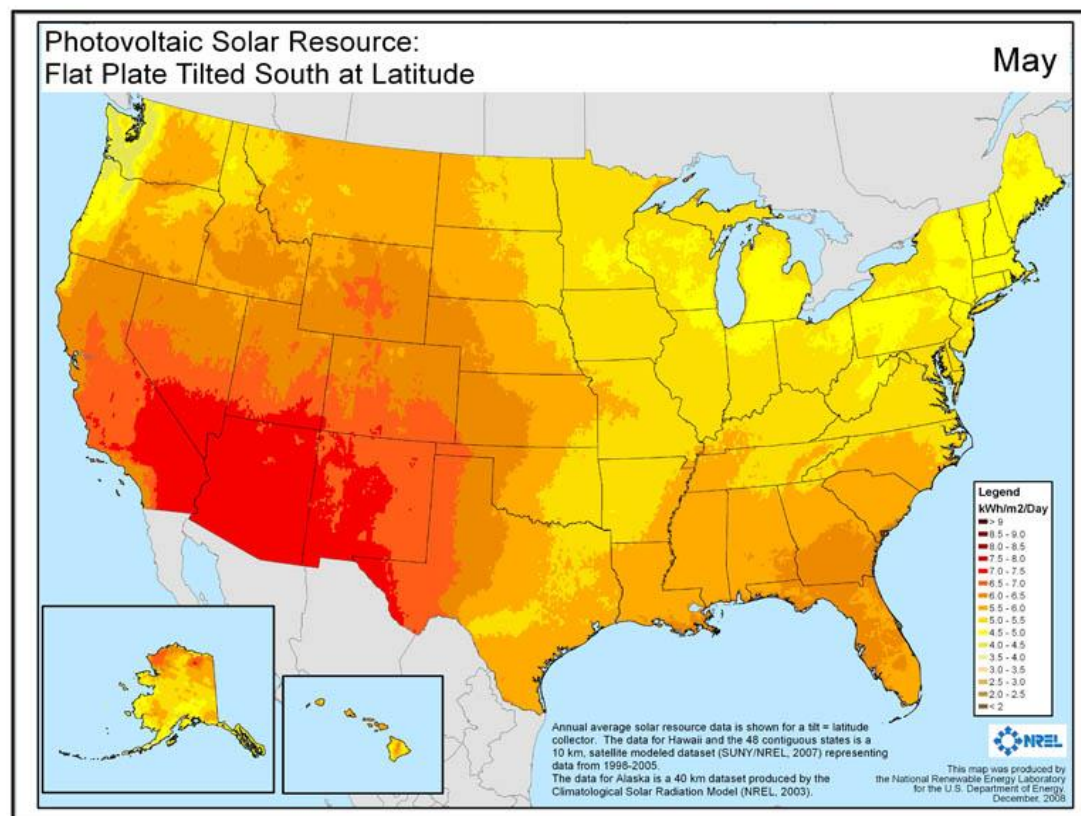 Photovoltaic Solar Resource:
Flat Plate Tilted South at Latitude
May
Legend
kWh/m2/Day
> 9
8.5 - 9.0
8.0 - 8.5
7.5 - 8.0
7.0 - 7.5
6.5 - 7.0
6.0 - 6.5
5.5 - 6.0
5.0 - 5.5
4.5 - 5.0
4.0 - 4.5
3.5 - 4.0
3.0 - 3.5
2.5 - 3.0
2.0 - 2.5
< 2
Annual average solar resource data is shown for a tilt = latitude
collector. The data for Hawaii and the 48 contiguous states is a
10 km, satellite modeled dataset (SUNY/NREL, 2007) representing
data from 1998-2005.
The data for Alaska is a 40 km dataset produced by the
Climatological Solar Radiation Model (NREL, 2003).
NREL
This map was produced by
the National Renewable Energy Laboratory
for the U.S. Department of Energy.
December, 2008